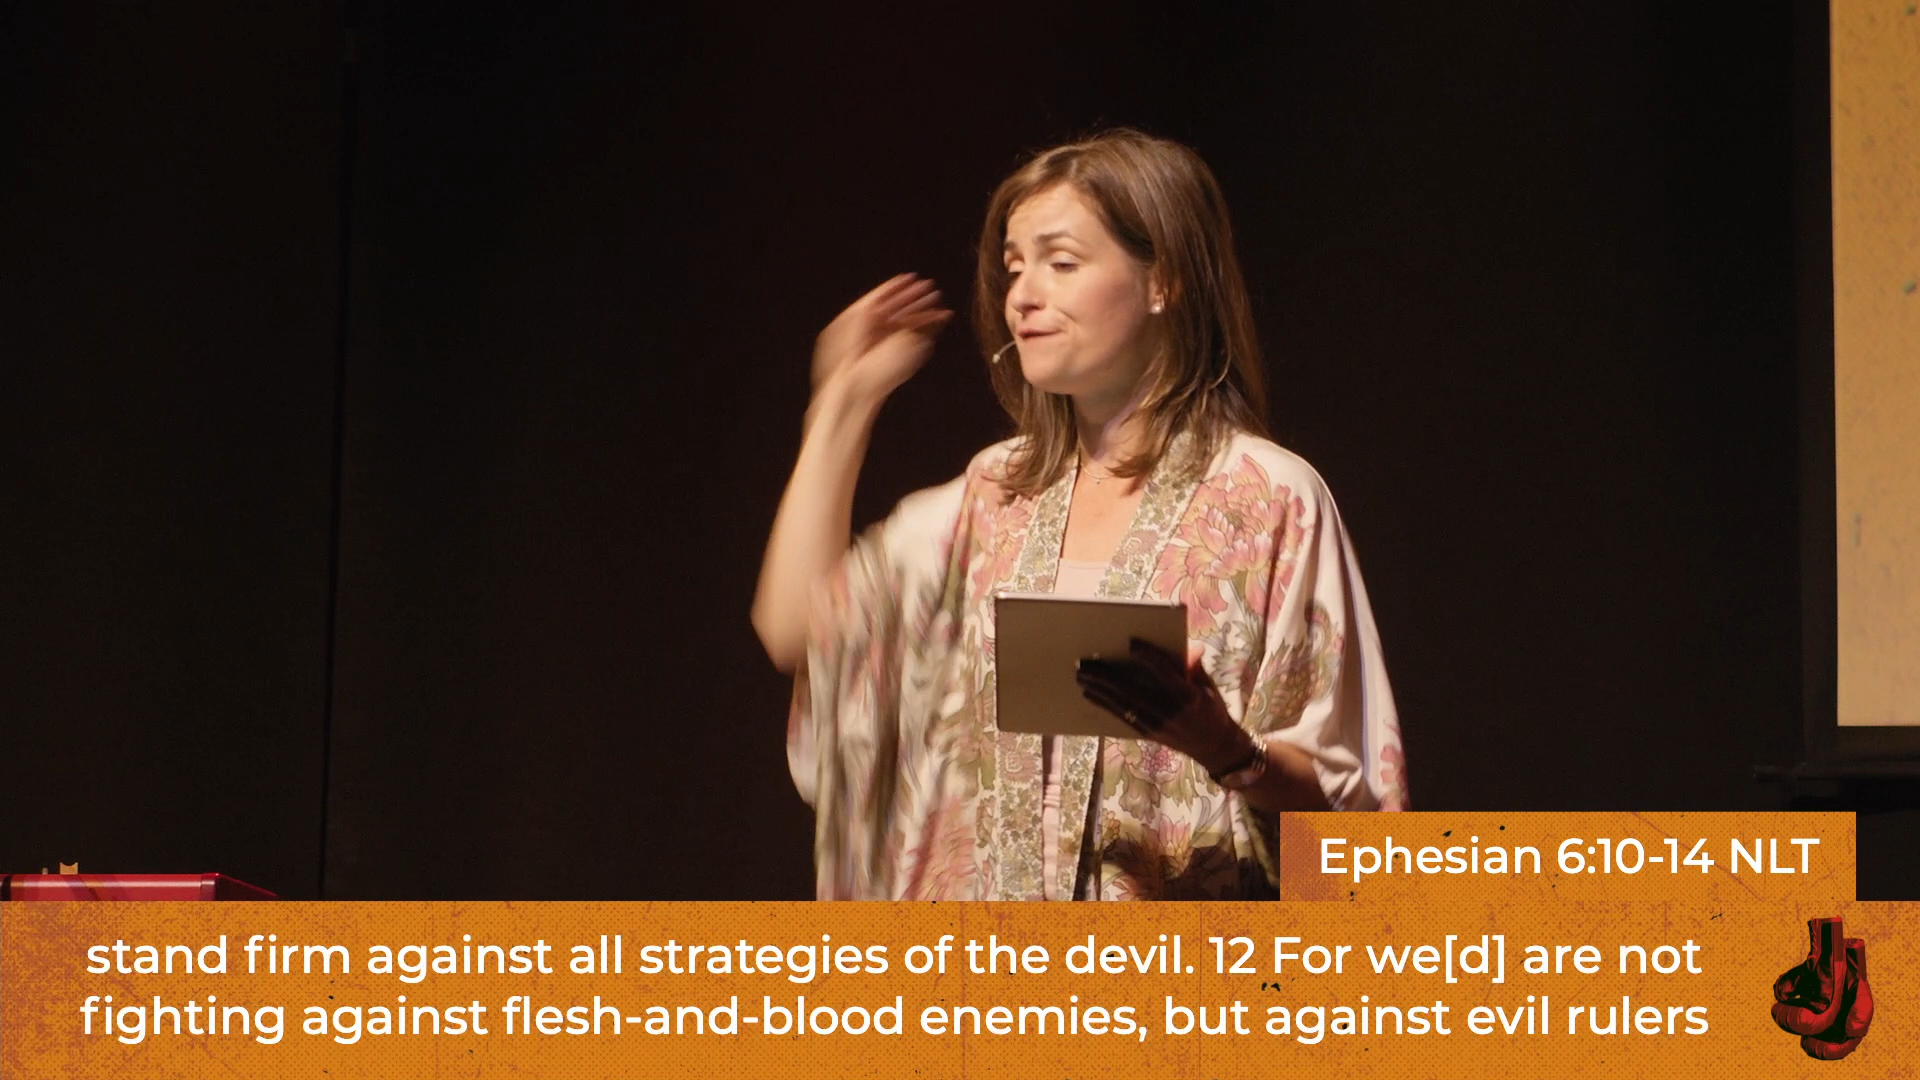 Ephesian 6:10-14 NLT
stand firm against all strategies of the devil. 12 For we[d] are not
fighting against flesh-and-blood enemies, but against evil rulers